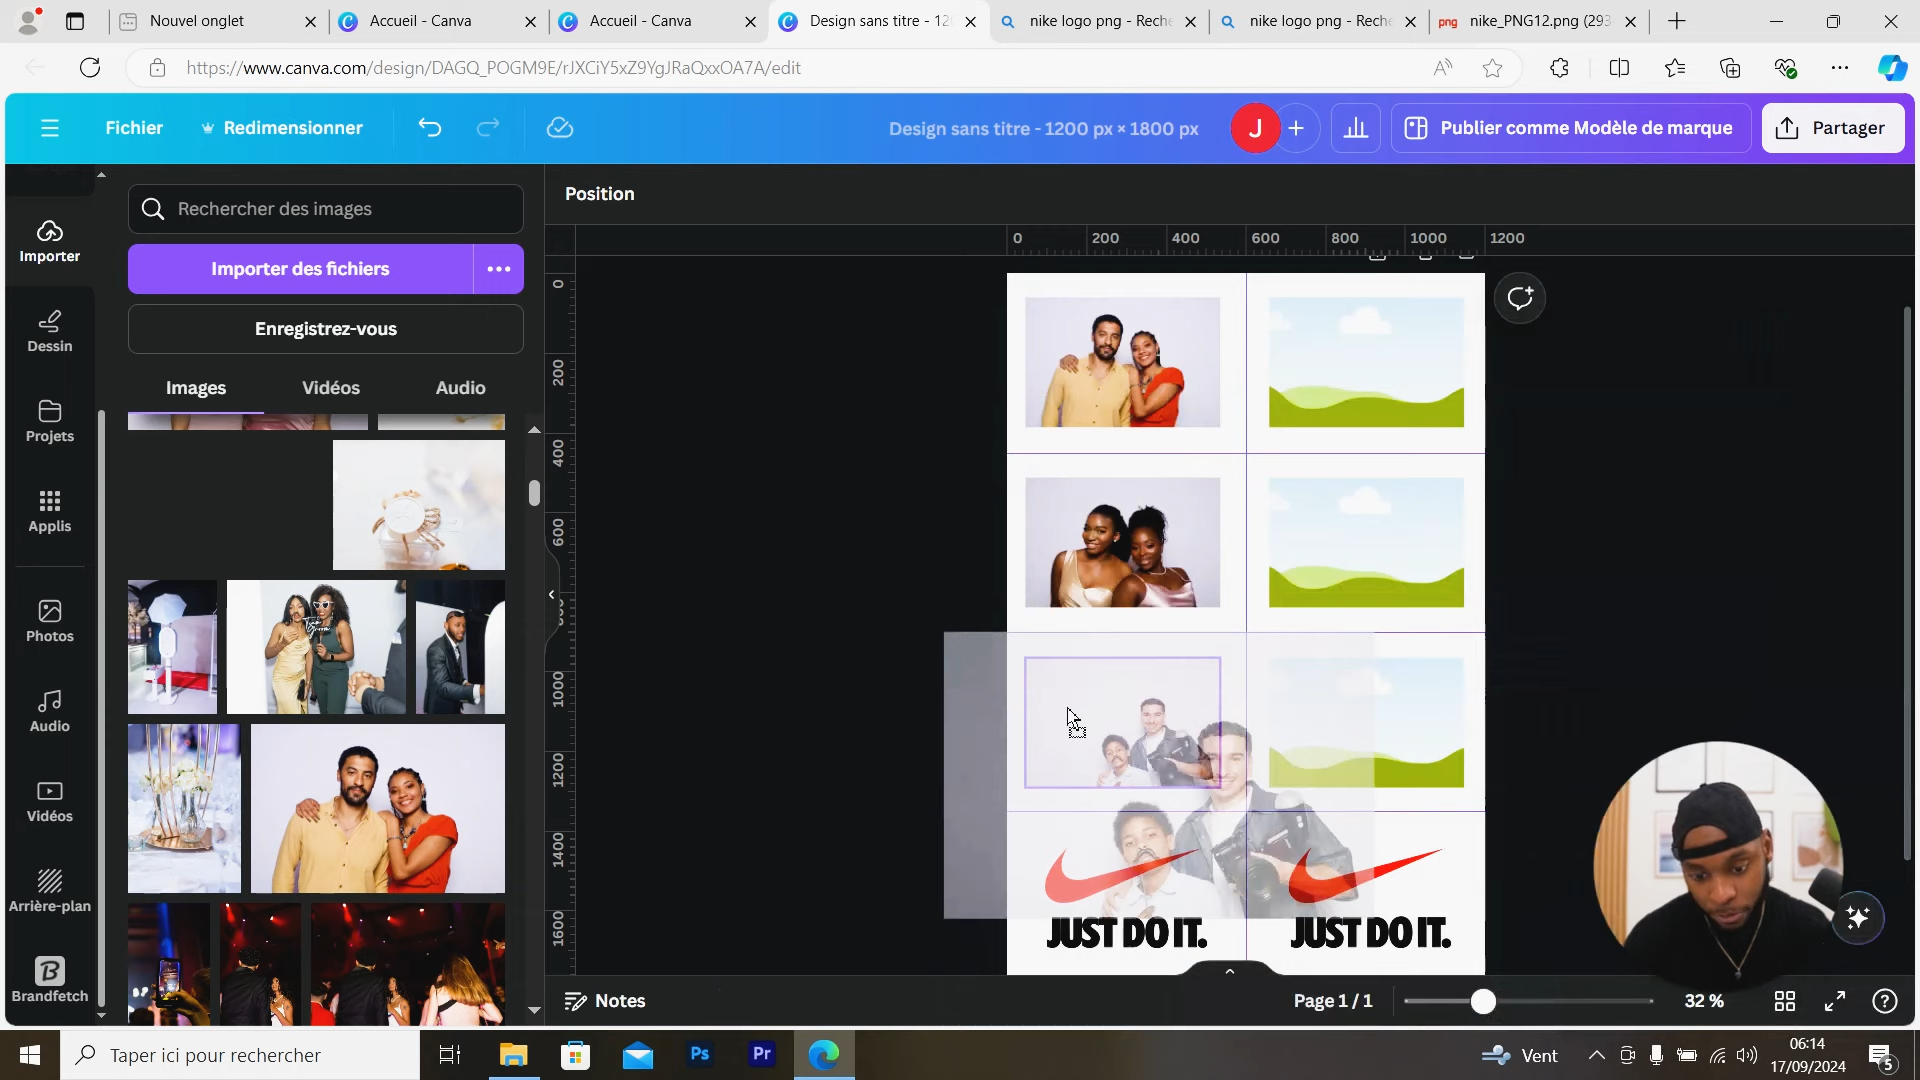 Nouvel onglet
Accueil - Canva
Accueil - Canva
Design sans titre - 12
nike logo png - Reche
nike logo png - Reche
png nike_PNG12.png (293
https://www.canva.com/design/DAGQ_POGM9E/rJXCiY5xZ9YgJRaQxxOA7A/edit
Fichier
Redimensionner
Design sans titre - 1200 px × 1800 px
J
Publier comme Modèle de marque
Partager
Importer
Dessin
Projets
Applis
Photos
Audio
Vidéos
Arrière-plan
Brandfetch
Rechercher des images
Importer des fichiers
Enregistrez-vous
Images
Vidéos
Audio
Position
0 200 400 600 800 1000 1200
0
200
400
600
1000
1200
1400
1600
JUST DO IT.
JUST DO IT.
Notes
Page 1 / 1
32 %
Taper ici pour rechercher
Ps
Pr
Vent
06:14
17/09/2024
5